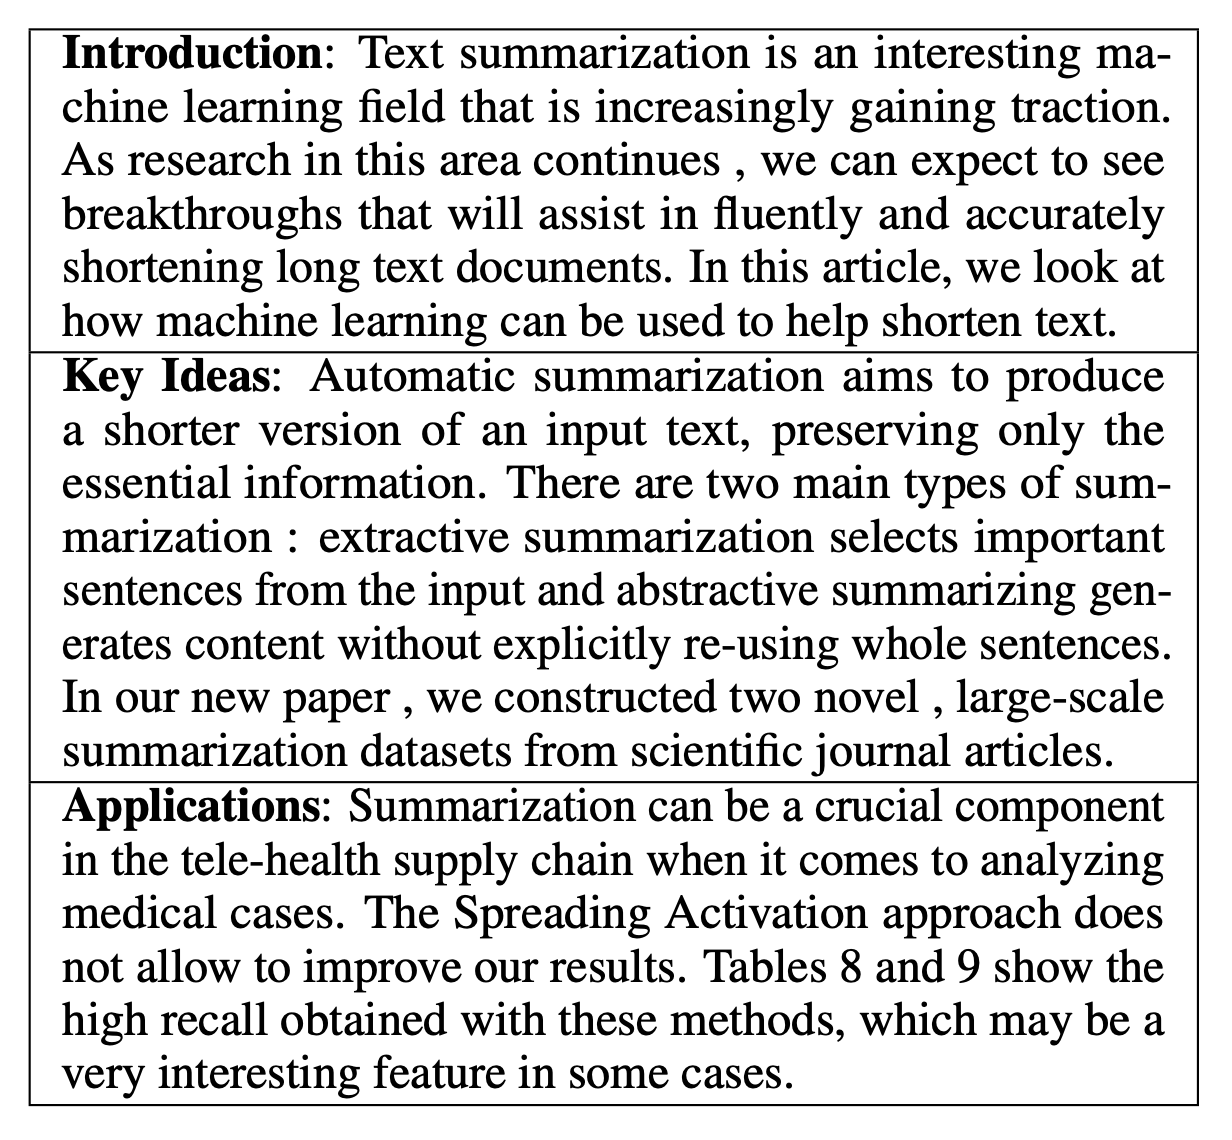 Introduction: Text summarization is an interesting ma-
chine learning field that is increasingly gaining traction.
As research in this area continues , we can expect to see
breakthroughs that will assist in fluently and accurately
shortening long text documents. In this article, we look at
how machine learning can be used to help shorten text.
Key Ideas: Automatic summarization aims to produce
a shorter version of an input text, preserving only the
essential information. There are two main types of sum-
marization : extractive summarization selects important
sentences from the input and abstractive summarizing gen-
erates content without explicitly re-using whole sentences.
In our new paper , we constructed two novel , large-scale
summarization datasets from scientific journal articles.
Applications: Summarization can be a crucial component
in the tele-health supply chain when it comes to analyzing
medical cases. The Spreading Activation approach does
not allow to improve our results. Tables 8 and 9 show the
high recall obtained with these methods, which may be a
very interesting feature in some cases.